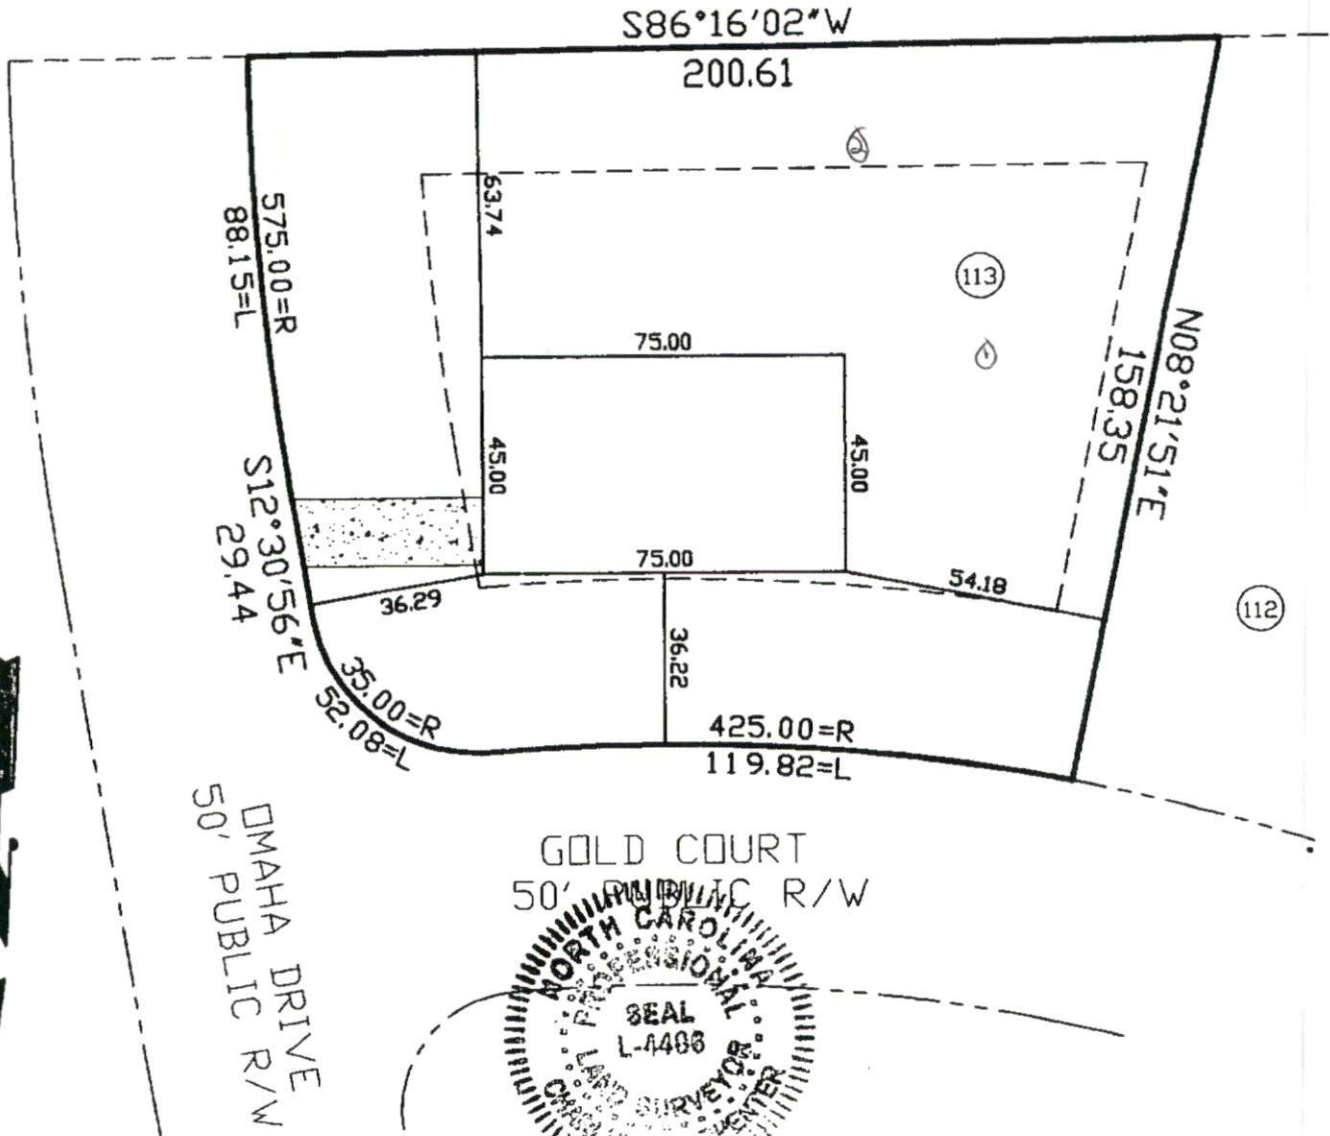 S86°16'02"W
200.61
63.74
575.00=R
88.15=L
113
75.00
N08°21'51"E
158.35
45.00
45.00
S12°30'56"E
29.44
75.00
54.18
36.29
112
36.22
35.00=R
52.08=L
425.00=R
119.82=L
OMAHA DRIVE
50' PUBLIC R/W
GOLD COURT
50' PUBLIC R/W
NORTH CAROLINA
PROFESSIONAL
SEAL
LAND SURVEYOR